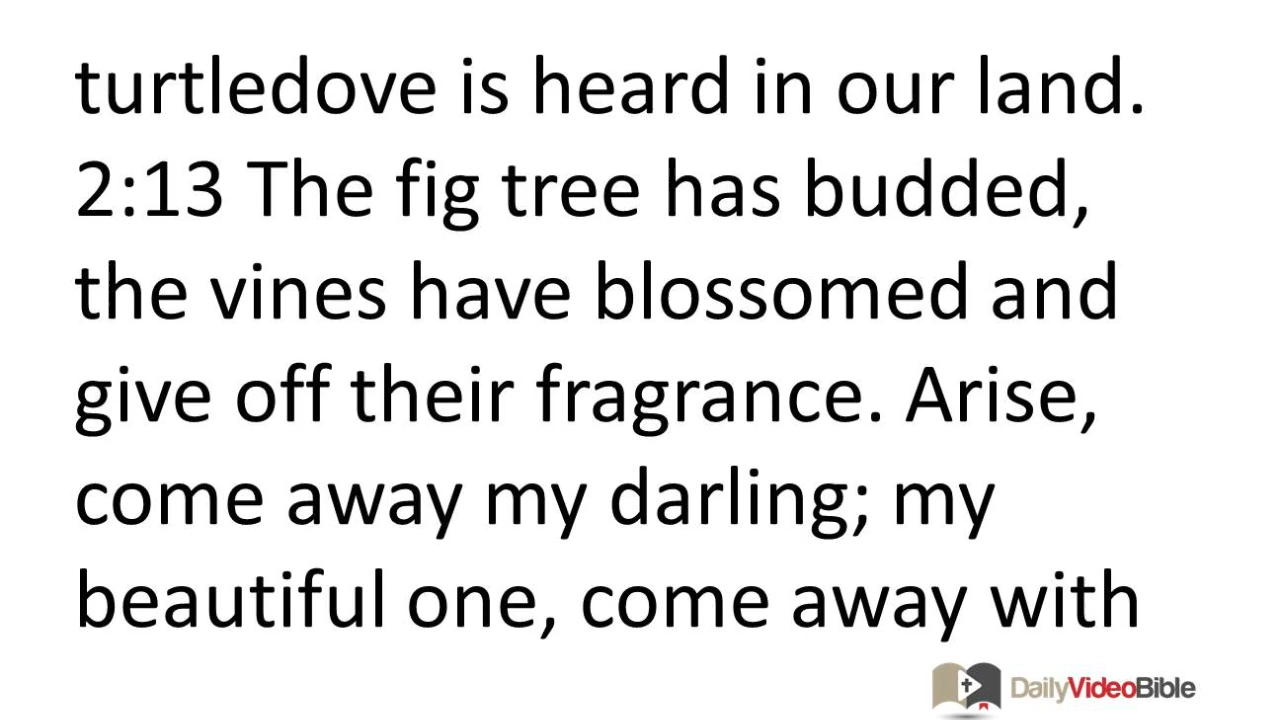 turtledove is heard in our land.
2:13 The fig tree has budded,
the vines have blossomed and
give off their fragrance. Arise,
come away my darling; my
beautiful one, come away with
DailyVideoBible